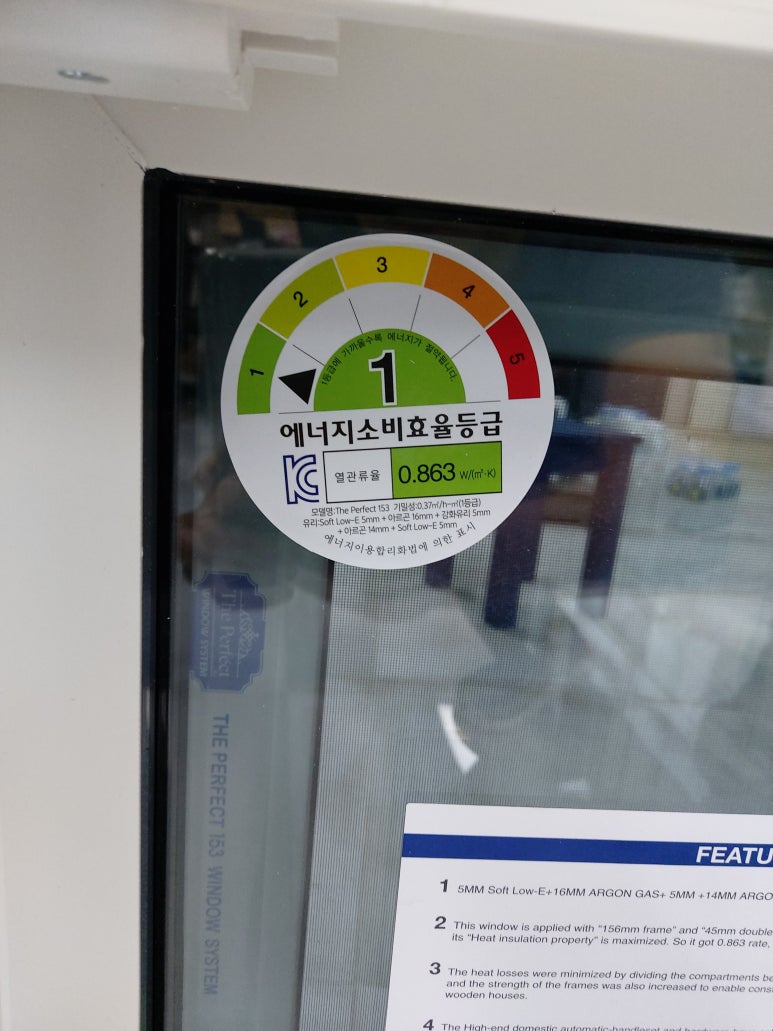 1
2
3
4
5
1등급에 가까울수록 에너지가 절약됩니다.
1
에너지소비효율등급
열관류율 0.863 W/(㎡·K)
모델명:The Perfect 153 기밀성:0.37㎥/h·㎡(1등급)
유리:Soft Low-E 5mm + 아르곤 16mm + 강화유리 5mm
+ 아르곤 14mm + Soft Low-E 5mm
에너지이용합리화법에 의한 표시
The Perfect
WINDOW SYSTEM
THE PERFECT 153 WINDOW SYSTEM
FEATU
1 5MM Soft Low-E+16MM ARGON GAS+ 5MM +14MM ARGO
2 This window is applied with "156mm frame" and "45mm double
its "Heat insulation property" is maximized. So it got 0.863 rate,
3 The heat losses were minimized by dividing the compartments be
and the strength of the frames was also increased to enable cons
wooden houses.
4 The High-end domestic automatic-handleset and